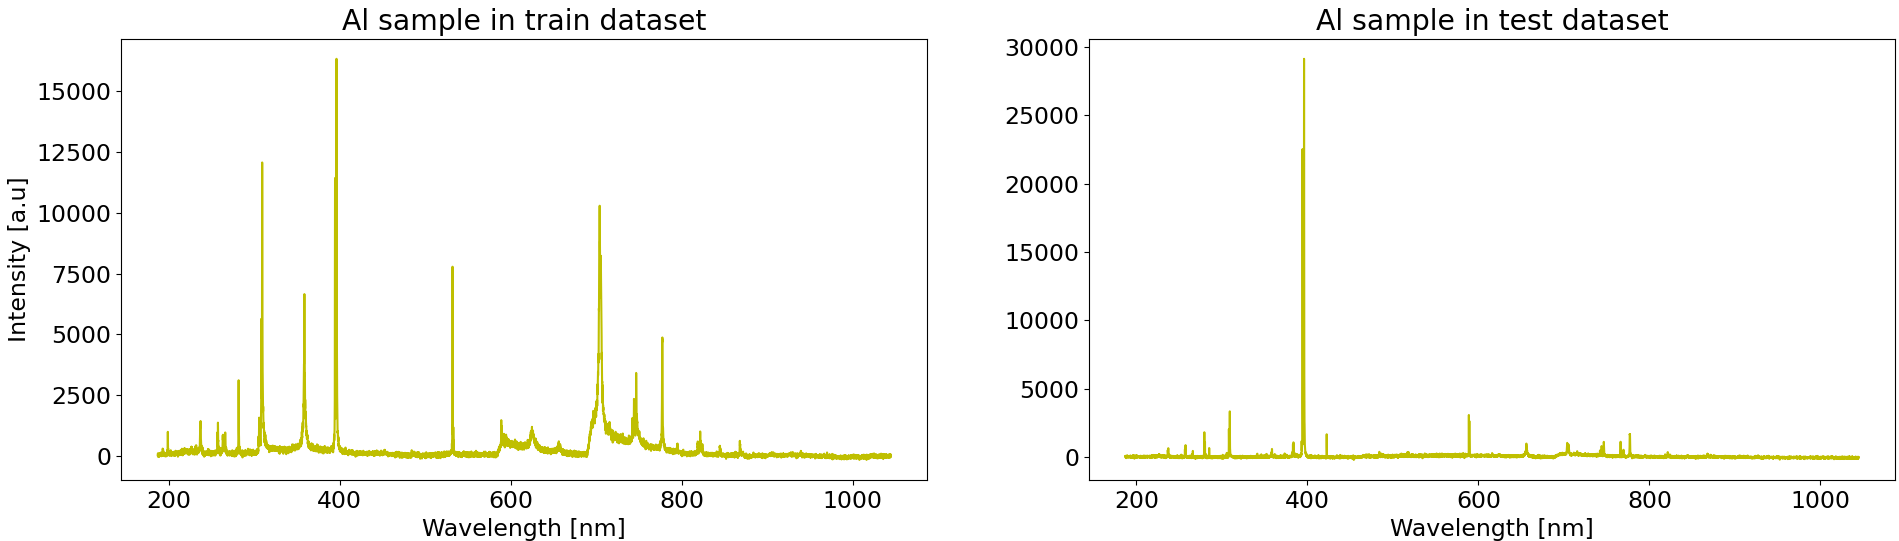 Al sample in train dataset
15000
12500
10000
7500
5000
2500
0
Intensity [a.u]
200 400 600 800 1000
Wavelength [nm]
Al sample in test dataset
30000
25000
20000
15000
10000
5000
0
200 400 600 800 1000
Wavelength [nm]